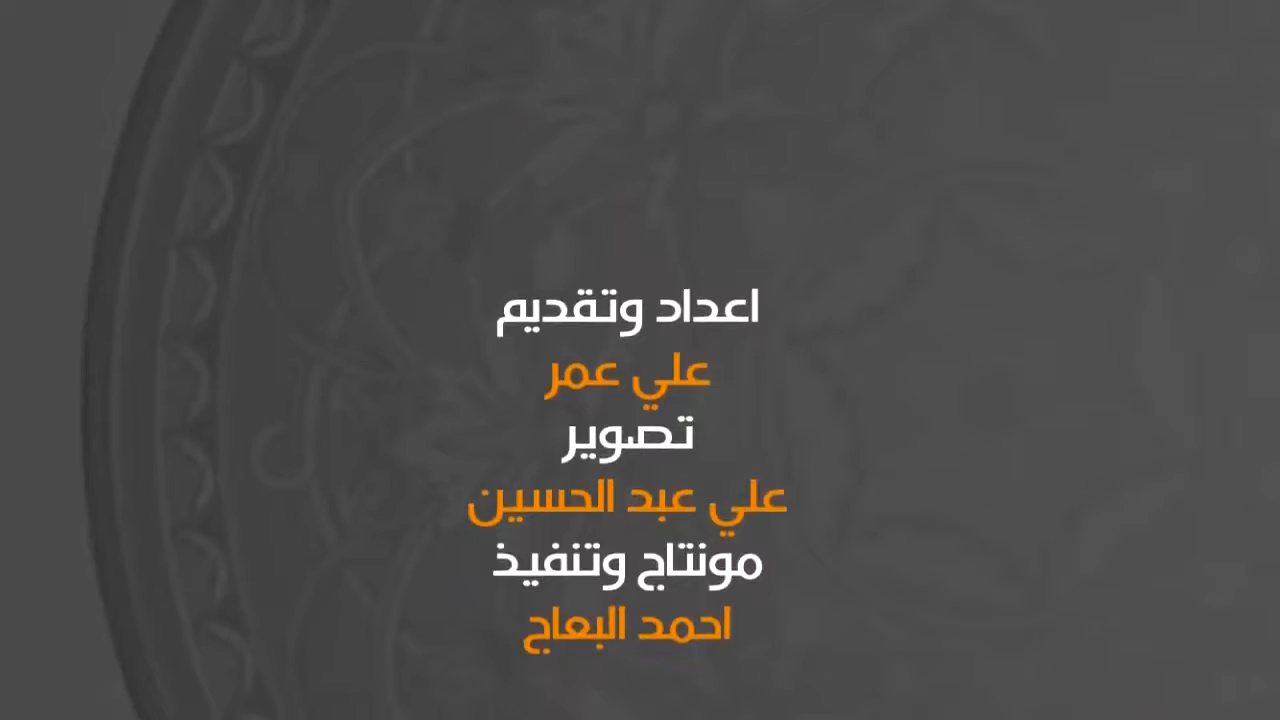 اعداد وتقديم
علي عمر
تصوير
علي عبد الحسين
مونتاج وتنفيذ
احمد البعاج